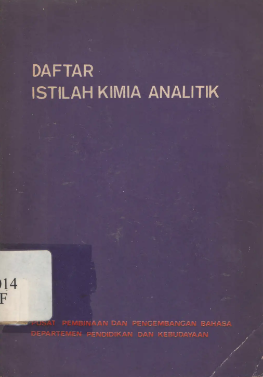 DAFTAR
ISTILAH KIMIA ANALITIK
014
F
PUSAT PEMBINAAN DAN PENGEMBANGAN BAHASA
DEPARTEMEN PENDIDIKAN DAN KEBUDAYAAN